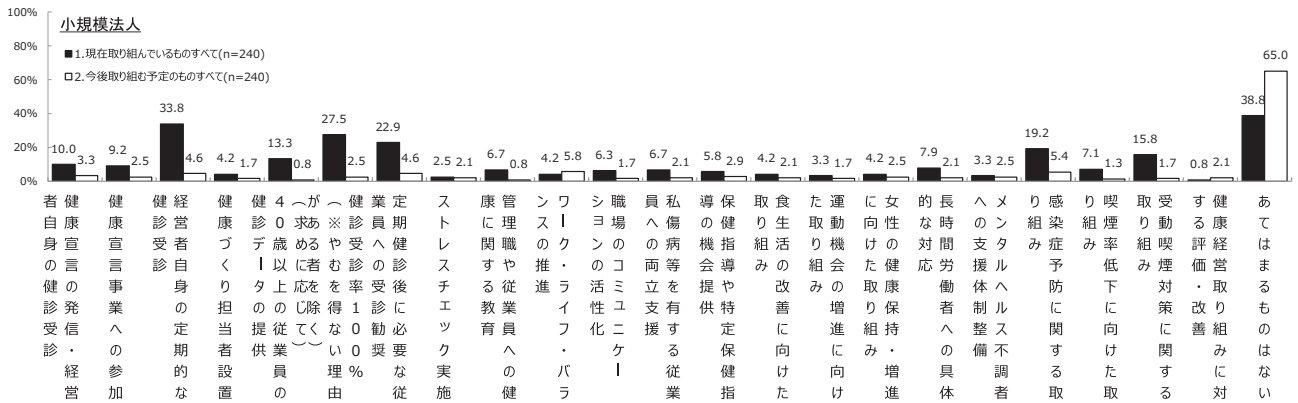 小規模法人
100%
80%
60%
40%
20%
0%
■1.現在取り組んでいるものすべて(n=240)
□2.今後取り組む予定のものすべて(n=240)
10.0 3.3
9.2 2.5
33.8 4.6
4.2 1.7
13.3 0.8
27.5 2.5
22.9 4.6
2.5 2.1
6.7 0.8
4.2 5.8
6.3 1.7
6.7 2.1
5.8 2.9
4.2 2.1
3.3 1.7
4.2 2.5
7.9 2.1
3.3 2.5
19.2 5.4
7.1 1.3
15.8 1.7
0.8 2.1
38.8 65.0
健康宣言の発信・経営
者自身の健診受診
健康宣言事業への参加
経営者自身の定期的な
健診受診
健康づくり担当者設置
40歳以上の従業員の
健診データの提供
(求めに応じて)
健診受診率100%
(※やむを得ない理由
がある者を除く)
定期健診後に必要な従
業員への受診勧奨
ストレスチェック実施
管理職や従業員への健
康に関する教育
ワーク・ライフ・バラ
ンスの推進
職場のコミュニケー
ションの活性化
私傷病等を有する従業
員への両立支援
保健指導や特定保健指
導の機会提供
食生活の改善に向けた
取り組み
運動機会の増進に向け
た取り組み
女性の健康保持・増進
に向けた取り組み
長時間労働者への具体
的な対応
メンタルヘルス不調者
への支援体制整備
感染症予防に関する取
り組み
喫煙率低下に向けた取
り組み
受動喫煙対策に関する
取り組み
健康経営取り組みに対
する評価・改善
あてはまるものはない